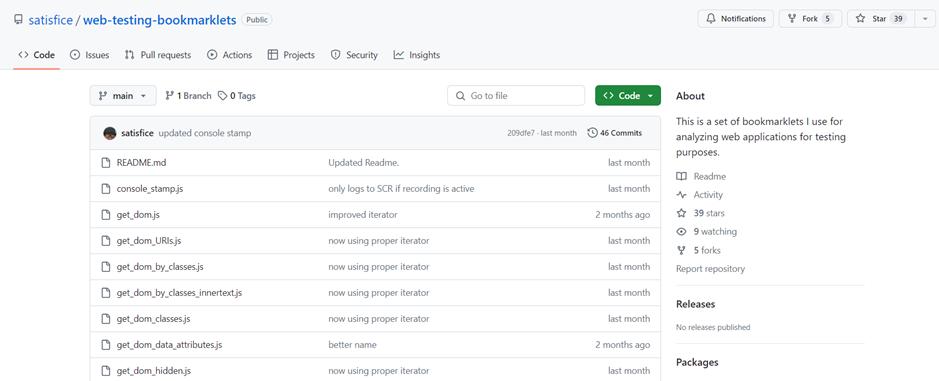 satisfice / web-testing-bookmarklets Public
Notifications Fork 5 Star 39
Code Issues Pull requests Actions Projects Security Insights
main 1 Branch 0 Tags Go to file Code
satisfice updated console stamp 209dfe7 · last month 46 Commits
README.md Updated Readme. last month
console_stamp.js only logs to SCR if recording is active last month
get_dom.js improved iterator 2 months ago
get_dom_URIs.js now using proper iterator last month
get_dom_by_classes.js now using proper iterator last month
get_dom_by_classes_innertext.js now using proper iterator last month
get_dom_classes.js now using proper iterator last month
get_dom_data_attributes.js better name 2 months ago
get_dom_hidden.js now using proper iterator last month
About
This is a set of bookmarklets I use for
analyzing web applications for testing
purposes.
Readme
Activity
39 stars
9 watching
5 forks
Report repository
Releases
No releases published
Packages